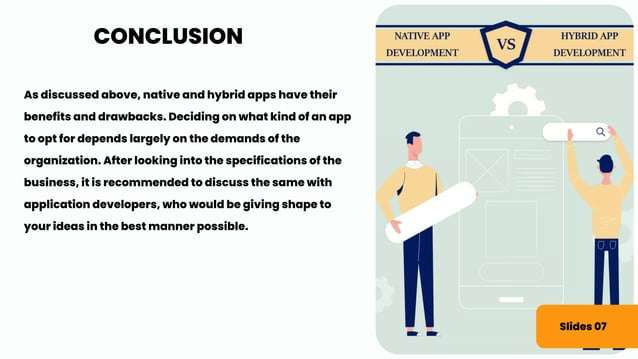 CONCLUSION
As discussed above, native and hybrid apps have their
benefits and drawbacks. Deciding on what kind of an app
to opt for depends largely on the demands of the
organization. After looking into the specifications of the
business, it is recommended to discuss the same with
application developers, who would be giving shape to
your ideas in the best manner possible.
NATIVE APP
DEVELOPMENT
VS
HYBRID APP
DEVELOPMENT
Slides 07